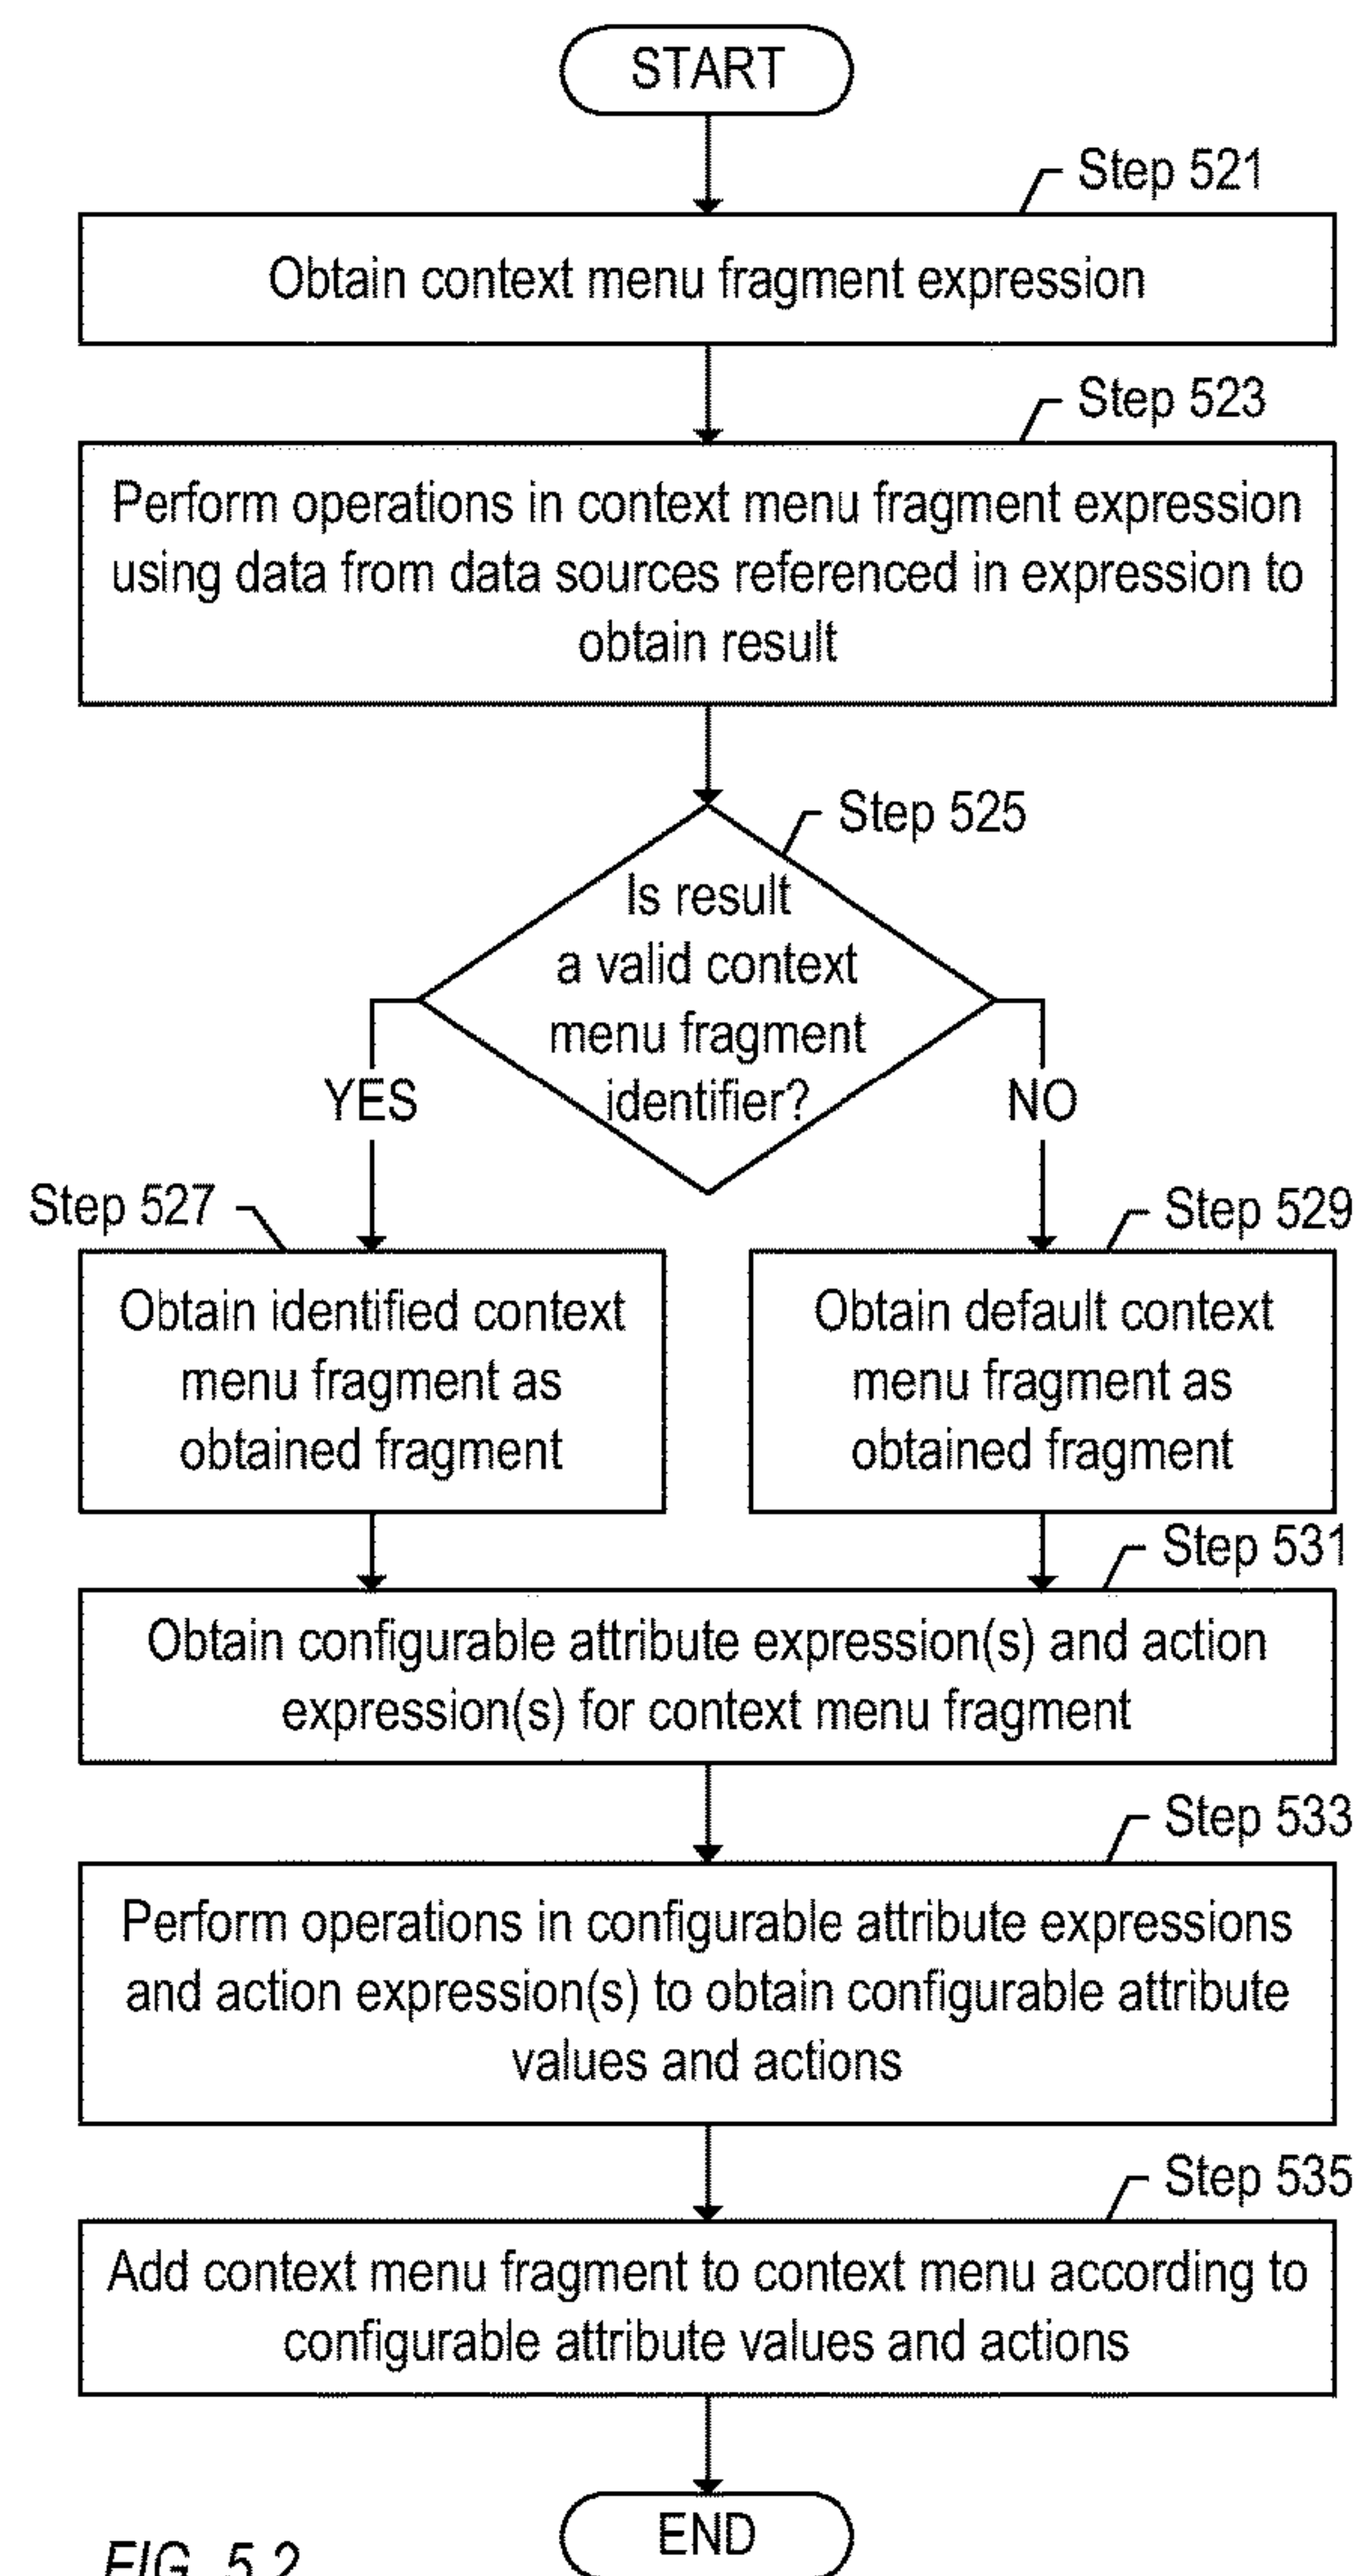 START
Step 521
Obtain context menu fragment expression
Step 523
Perform operations in context menu fragment expression
using data from data sources referenced in expression to
obtain result
Step 525
Is result
a valid context
menu fragment
identifier?
YES
NO
Step 527
Step 529
Obtain identified context
menu fragment as
obtained fragment
Obtain default context
menu fragment as
obtained fragment
Step 531
Obtain configurable attribute expression(s) and action
expression(s) for context menu fragment
Step 533
Perform operations in configurable attribute expressions
and action expression(s) to obtain configurable attribute
values and actions
Step 535
Add context menu fragment to context menu according to
configurable attribute values and actions
END
FIG. 5.2